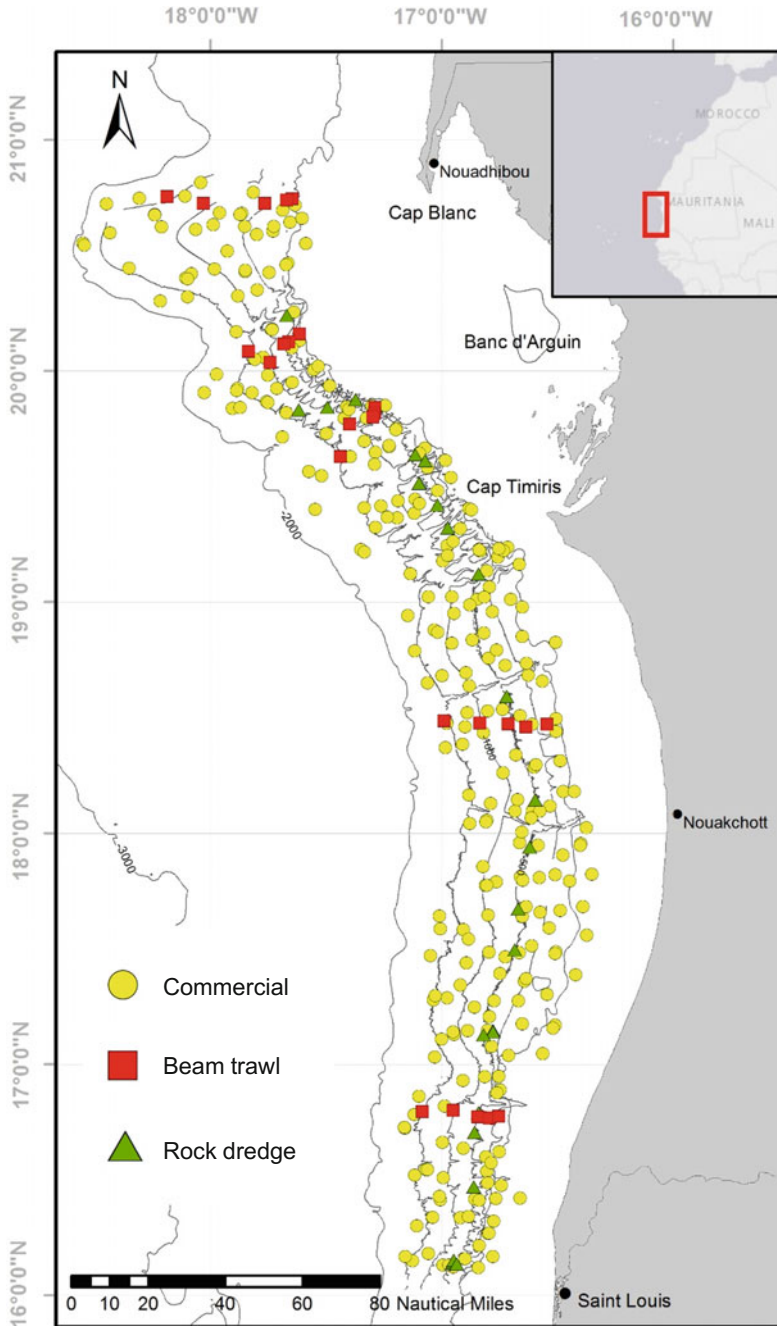 18°0'0"W
17°0'0"W
16°0'0"W
21°0'0"N
20°0'0"N
19°0'0"N
18°0'0"N
17°0'0"N
16°0'0"N
N
MOROCCO
MAURITANIA
MALI
Nouadhibou
Cap Blanc
Banc d'Arguin
Cap Timiris
-2000
-1000
Nouakchott
-3000
-500
Commercial
Beam trawl
Rock dredge
0 10 20 40 60 80
Nautical Miles
Saint Louis